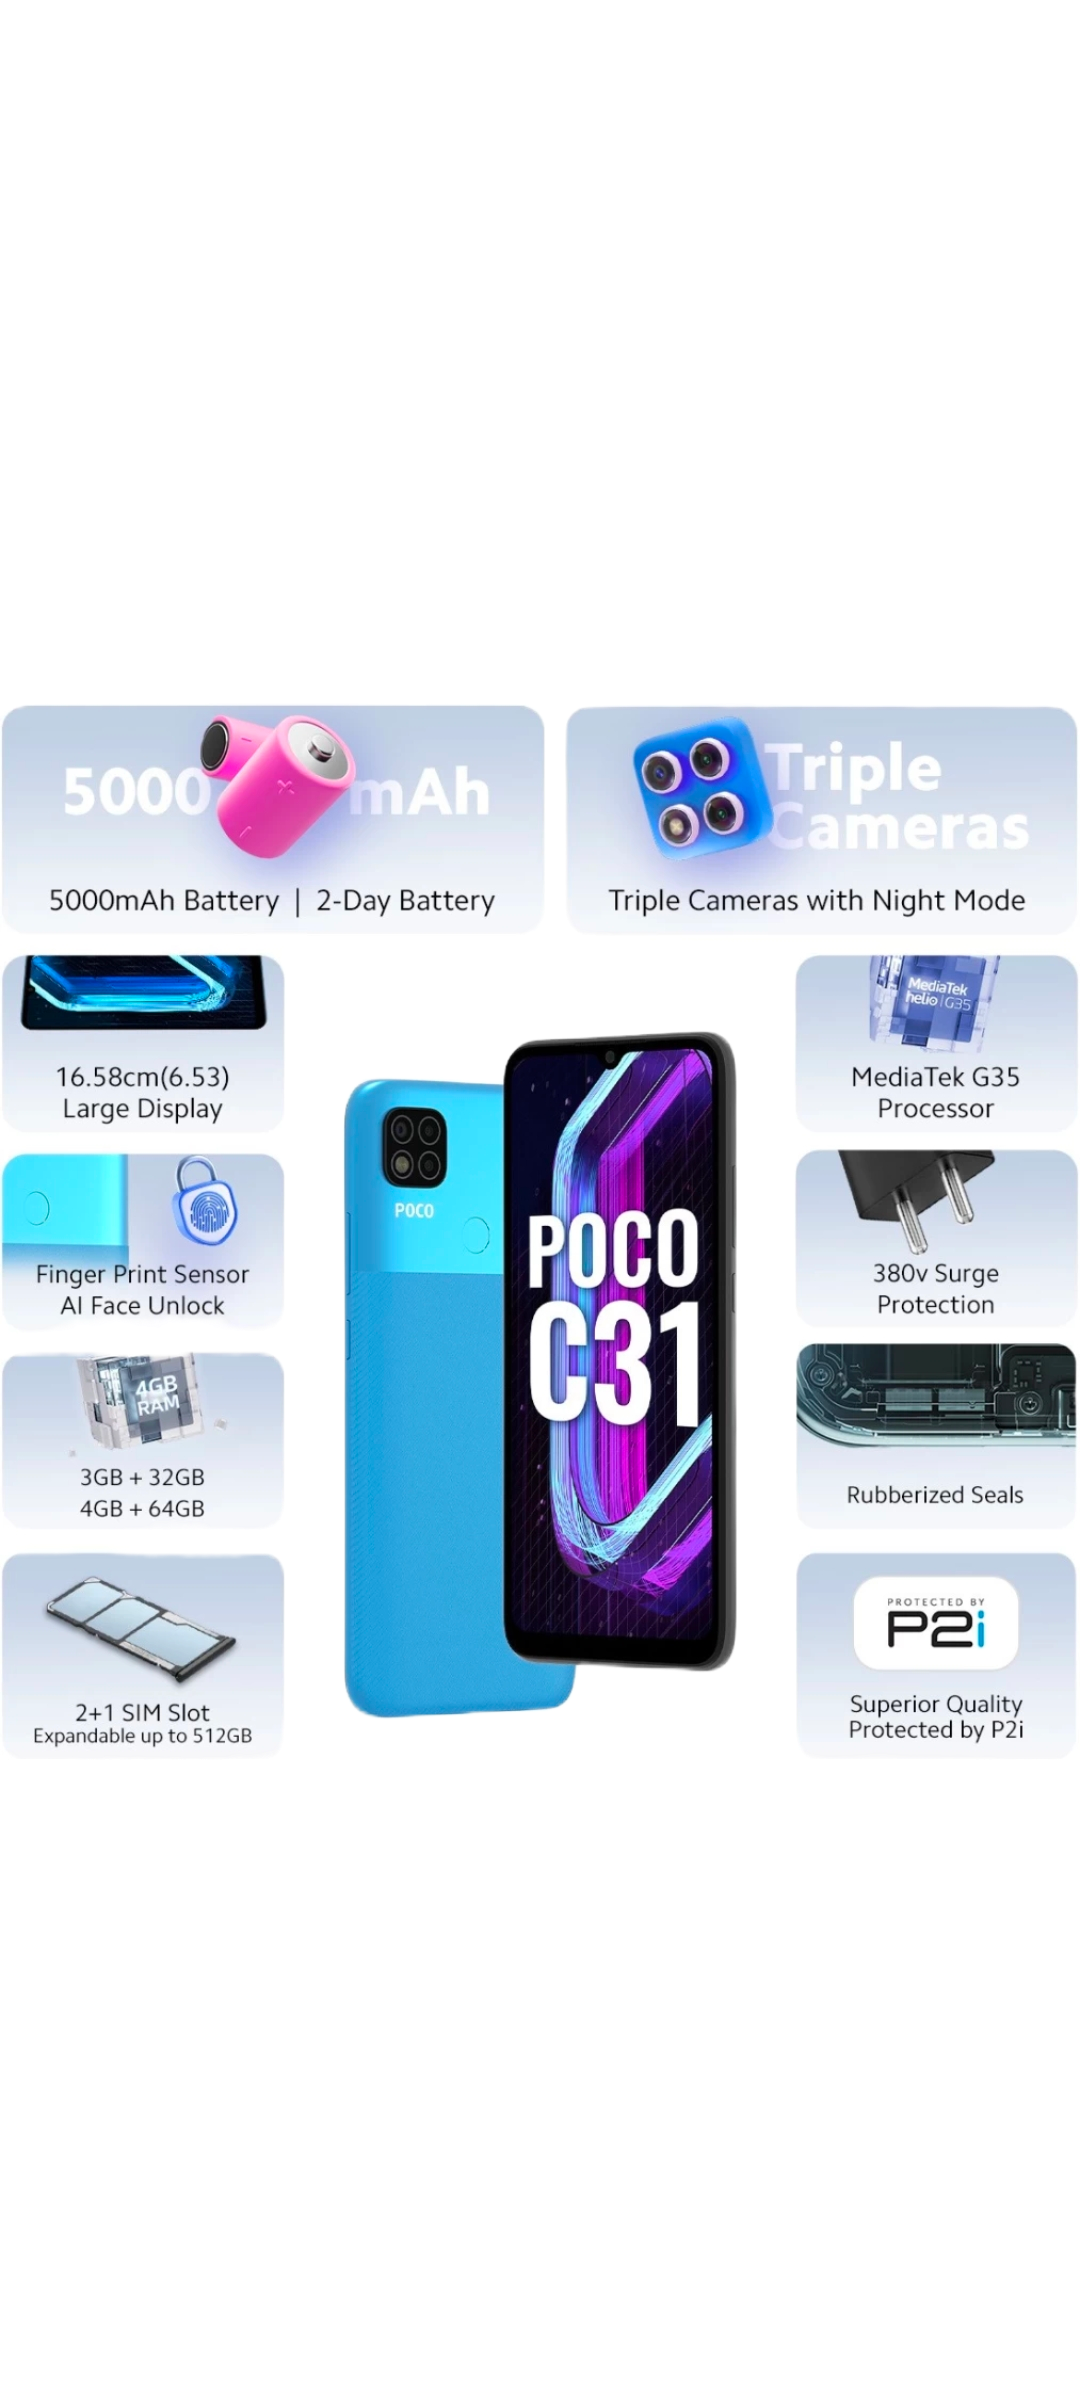 5000 mAh
5000mAh Battery | 2-Day Battery
Triple
Cameras
Triple Cameras with Night Mode
16.58cm(6.53)
Large Display
MediaTek
helio G35
MediaTek G35
Processor
Finger Print Sensor
AI Face Unlock
380v Surge
Protection
4GB
RAM
3GB + 32GB
4GB + 64GB
POCO
POCO
C31
Rubberized Seals
2+1 SIM Slot
Expandable up to 512GB
PROTECTED BY
P2i
Superior Quality
Protected by P2i